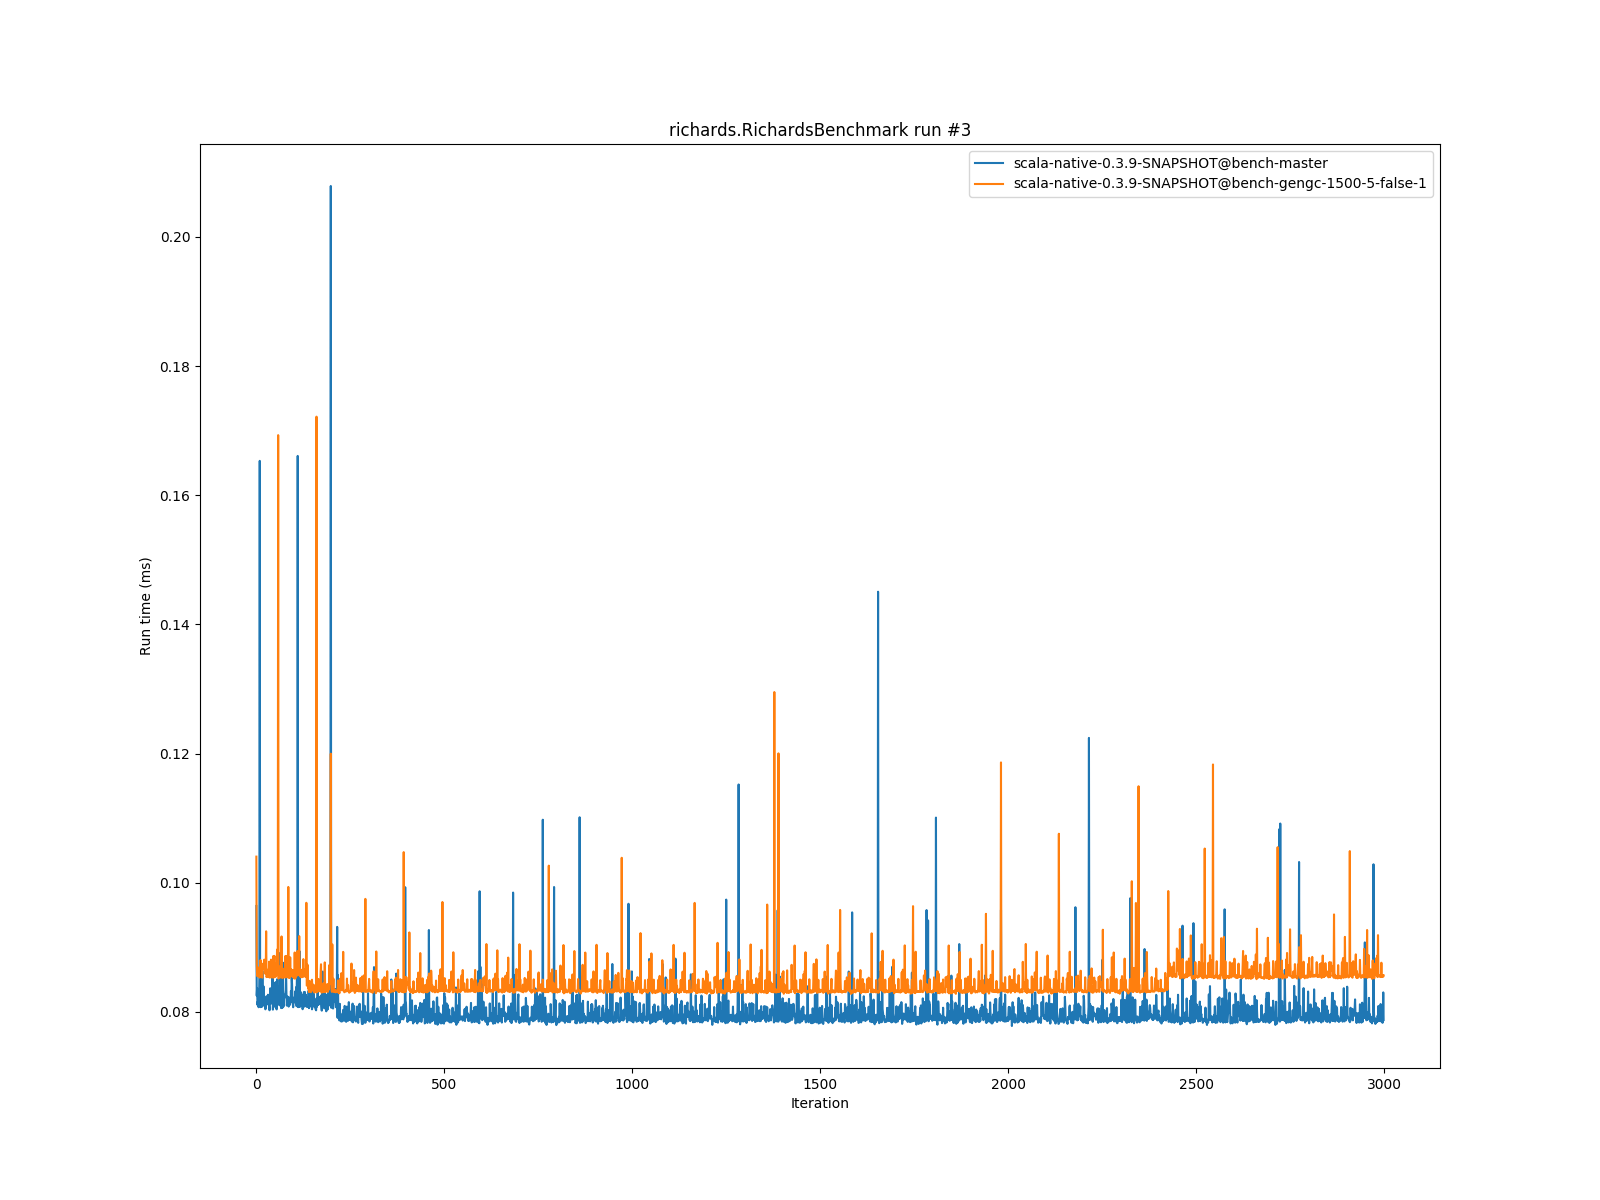 richards.RichardsBenchmark run #3
scala-native-0.3.9-SNAPSHOT@bench-master
scala-native-0.3.9-SNAPSHOT@bench-gengc-1500-5-false-1
0.20
0.18
0.16
0.14
0.12
0.10
0.08
Run time (ms)
0 500 1000 1500 2000 2500 3000
Iteration